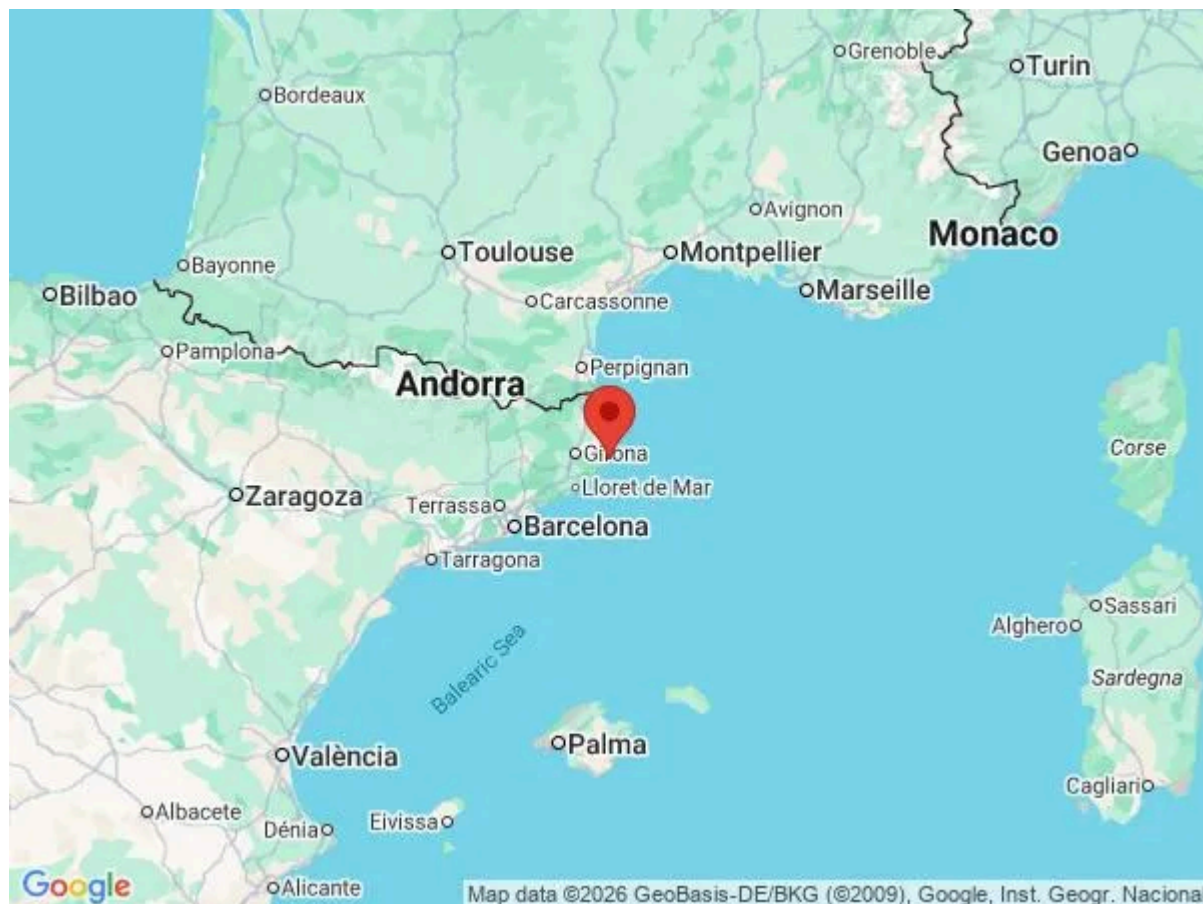 Grenoble
Turin
Bordeaux
Genoa
Avignon
Monaco
Toulouse
Montpellier
Bayonne
Marseille
Bilbao
Carcassonne
Pamplona
Perpignan
Andorra
Corse
Girona
Lloret de Mar
Zaragoza
Terrassa
Barcelona
Tarragona
Sassari
Alghero
Balearic Sea
Sardegna
Palma
València
Cagliari
Albacete
Eivissa
Dénia
Alicante
Google
Map data ©2026 GeoBasis-DE/BKG (©2009), Google, Inst. Geogr. Nacional